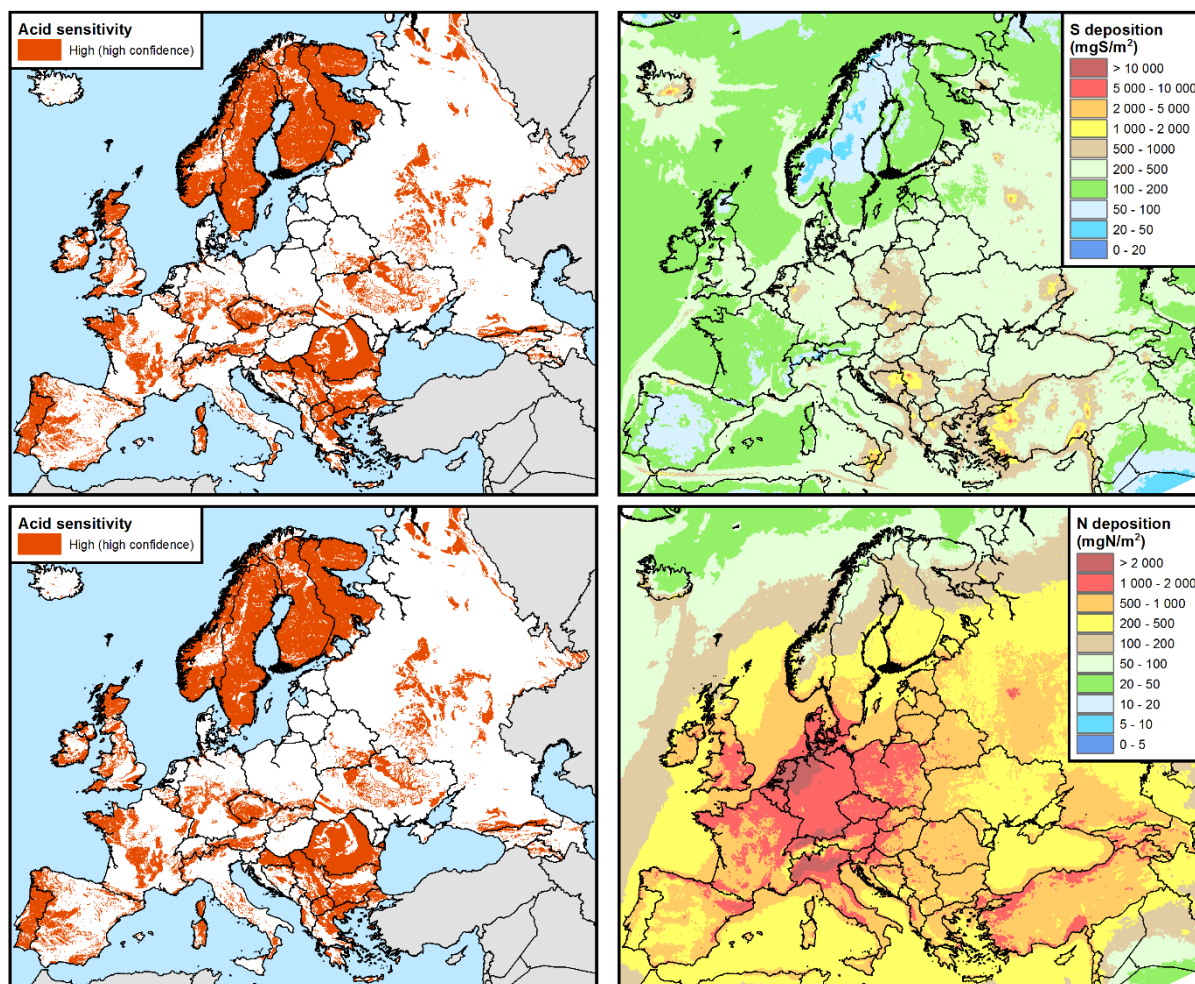 Acid sensitivity
High (high confidence)
S deposition
(mgS/m²)
> 10 000
5 000 - 10 000
2 000 - 5 000
1 000 - 2 000
500 - 1000
200 - 500
100 - 200
50 - 100
20 - 50
0 - 20
Acid sensitivity
High (high confidence)
N deposition
(mgN/m²)
> 2 000
1 000 - 2 000
500 - 1 000
200 - 500
100 - 200
50 - 100
20 - 50
10 - 20
5 - 10
0 - 5